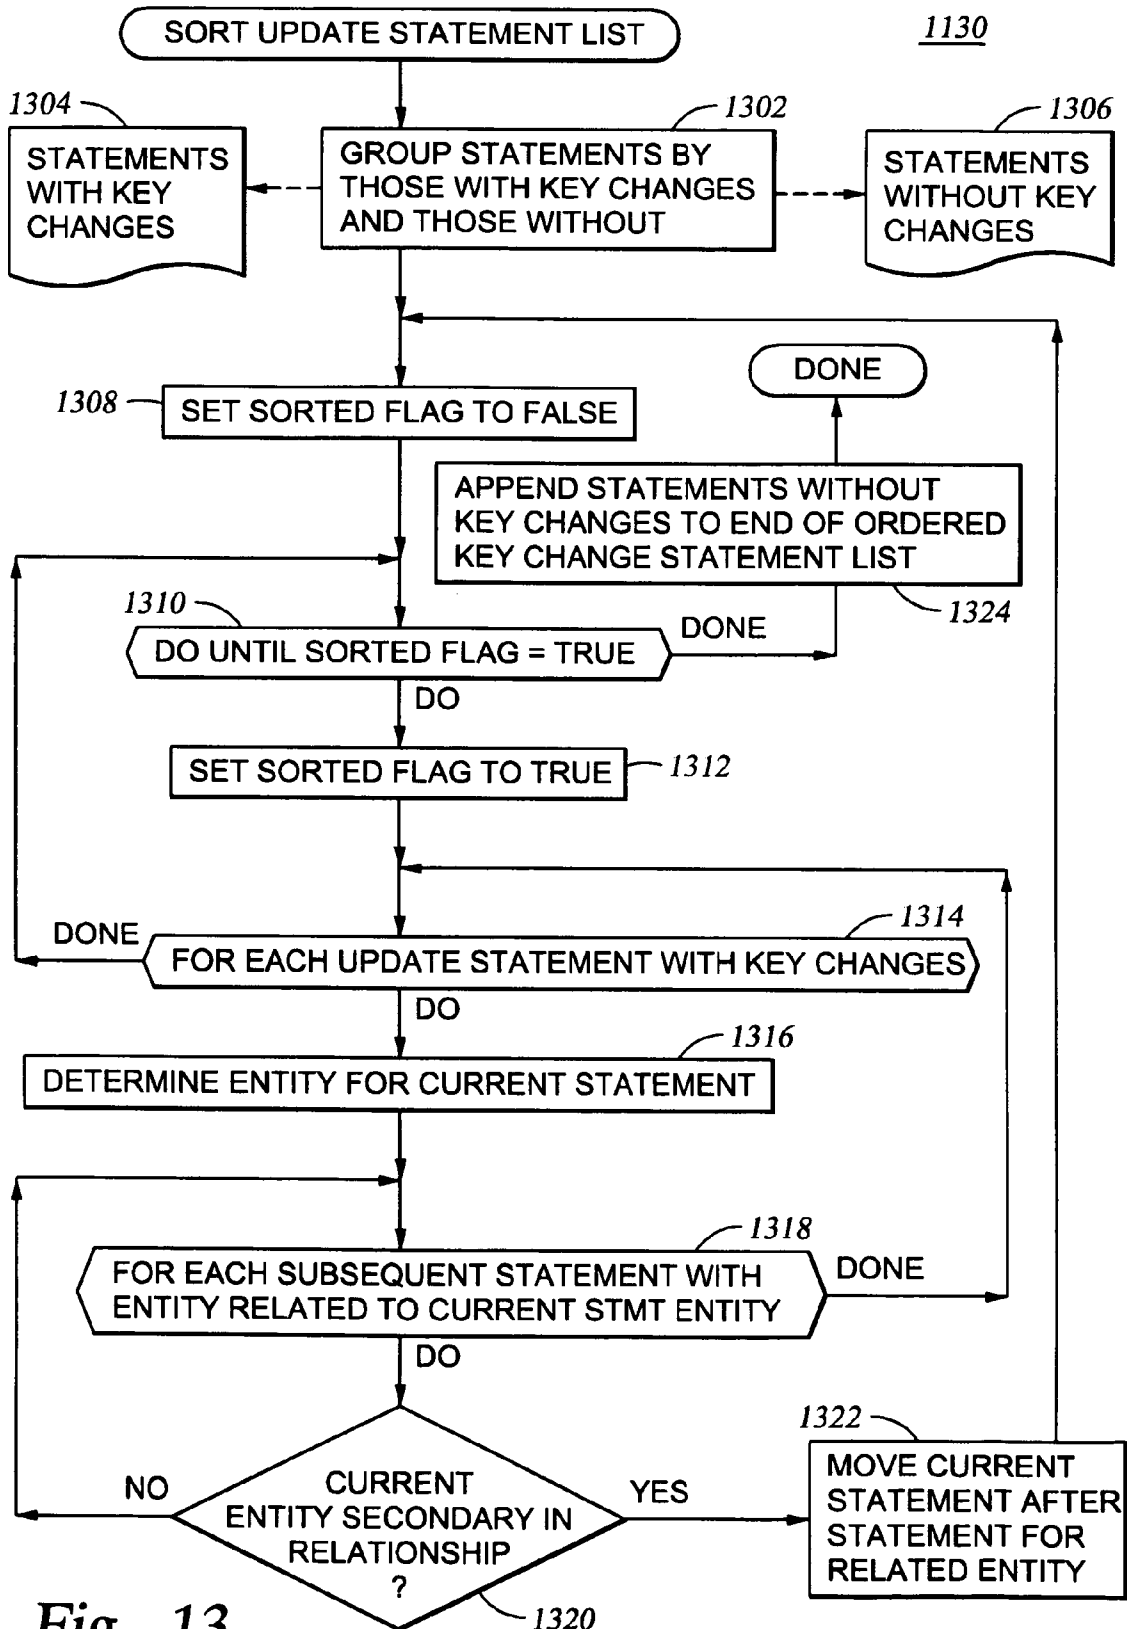 SORT UPDATE STATEMENT LIST
1130
1304
1302
1306
STATEMENTS
WITH KEY
CHANGES
GROUP STATEMENTS BY
THOSE WITH KEY CHANGES
AND THOSE WITHOUT
STATEMENTS
WITHOUT KEY
CHANGES
DONE
1308
SET SORTED FLAG TO FALSE
APPEND STATEMENTS WITHOUT
KEY CHANGES TO END OF ORDERED
KEY CHANGE STATEMENT LIST
1324
1310
DO UNTIL SORTED FLAG = TRUE
DONE
DO
SET SORTED FLAG TO TRUE
1312
1314
DONE
FOR EACH UPDATE STATEMENT WITH KEY CHANGES
DO
1316
DETERMINE ENTITY FOR CURRENT STATEMENT
1318
FOR EACH SUBSEQUENT STATEMENT WITH
ENTITY RELATED TO CURRENT STMT ENTITY
DONE
DO
1322
NO
CURRENT
ENTITY SECONDARY IN
RELATIONSHIP
?
YES
MOVE CURRENT
STATEMENT AFTER
STATEMENT FOR
RELATED ENTITY
1320
Fig. 13